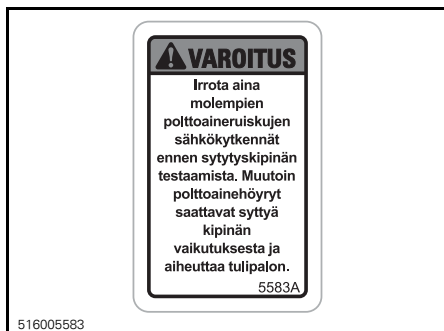 VAROITUS
Irrota aina
molempien
polttoaineruiskujen
sähkökytkennät
ennen sytytyskipinän
testaamista. Muutoin
polttoainehöyryt
saattavat syttyä
kipinän
vaikutuksesta ja
aiheuttaa tulipalon.
5583A
516005583